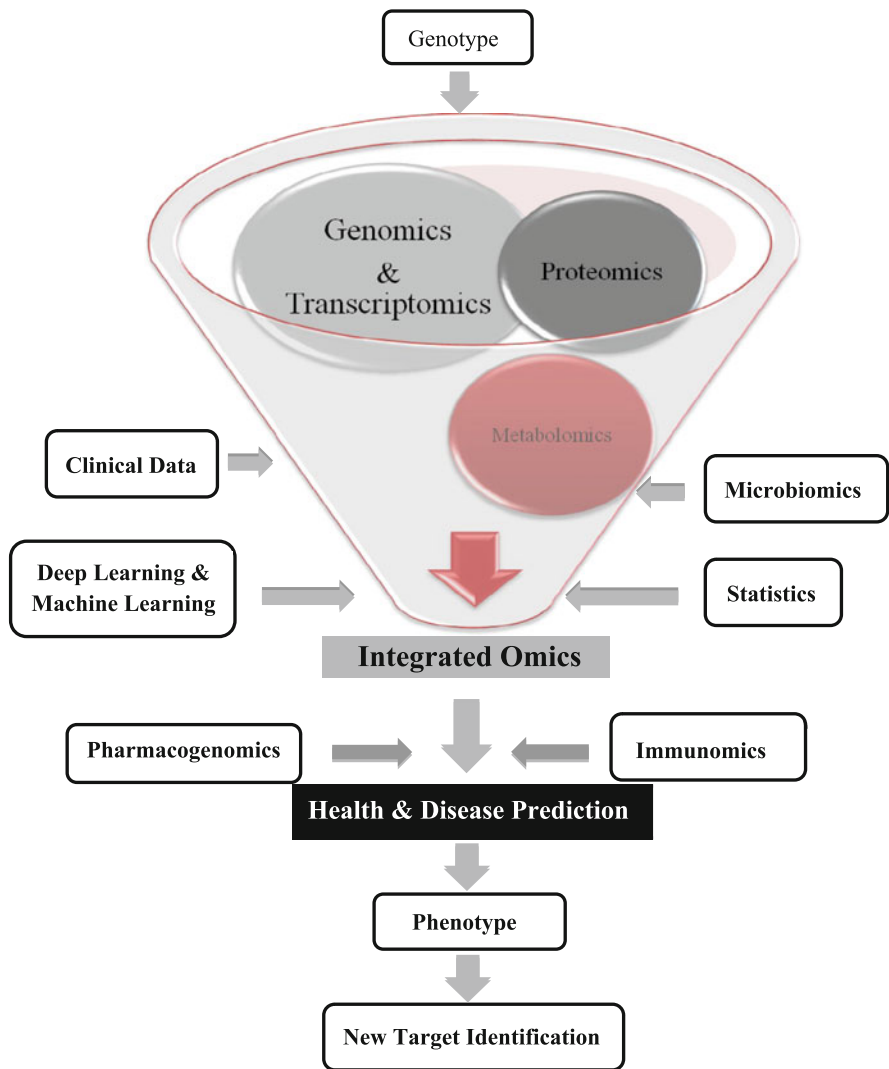 Genotype
Genomics
&
Transcriptomics
Proteomics
Metabolomics
Clinical Data
Microbiomics
Deep Learning &
Machine Learning
Statistics
Integrated Omics
Pharmacogenomics
Immunomics
Health & Disease Prediction
Phenotype
New Target Identification